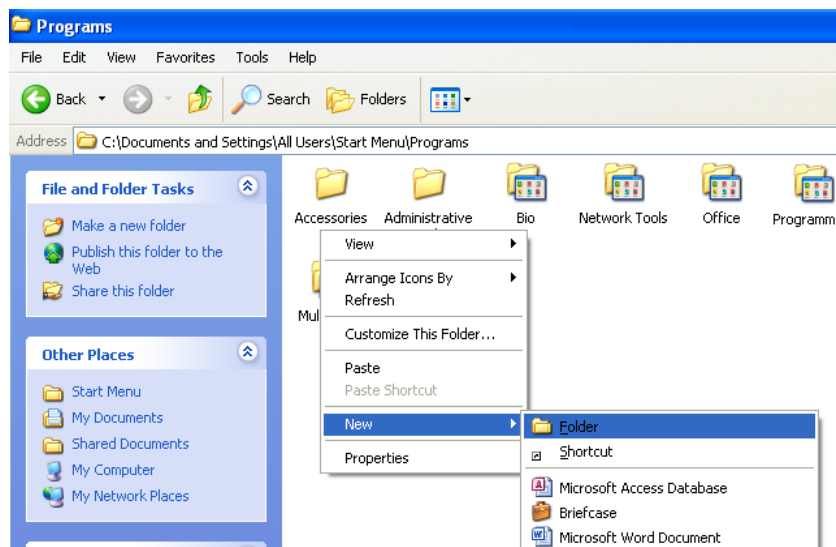 Programs
File Edit View Favorites Tools Help
Back Search Folders
Address C:\Documents and Settings\All Users\Start Menu\Programs
File and Folder Tasks
Make a new folder
Publish this folder to the
Web
Share this folder
Other Places
Start Menu
My Documents
Shared Documents
My Computer
My Network Places
Accessories Administrative Bio Network Tools Office Programm
Mul
View
Arrange Icons By
Refresh
Customize This Folder...
Paste
Paste Shortcut
New
Properties
Folder
Shortcut
Microsoft Access Database
Briefcase
Microsoft Word Document